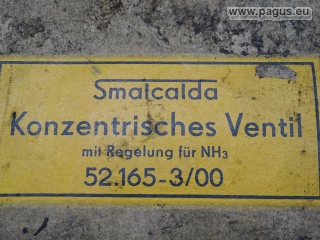 www.pagus.eu
Smalcalda
Konzentrisches Ventil
mit Regelung für NH₃
52.165-3/00